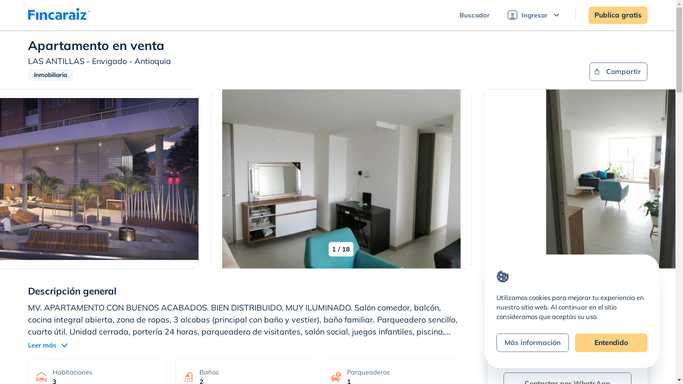 Fincaraiz
Buscador
Ingresar
Publica gratis
Apartamento en venta
LAS ANTILLAS - Envigado - Antioquia
Inmobiliaria
Compartir
1 / 18
Descripción general
MV. APARTAMENTO CON BUENOS ACABADOS. BIEN DISTRIBUIDO, MUY ILUMINADO. Salón comedor, balcón,
cocina integral abierta, zona de ropas, 3 alcobas (principal con baño y vestier), baño familiar. Parqueadero sencillo,
cuarto útil. Unidad cerrada, portería 24 horas, parqueadero de visitantes, salón social, juegos infantiles, piscina,...
Leer más
Habitaciones
3
Baños
2
Parqueaderos
1
Utilizamos cookies para mejorar tu experiencia en
nuestro sitio web. Al continuar en el sitio
consideramos que aceptas su uso.
Más información
Entendido
Contactar por WhatsApp